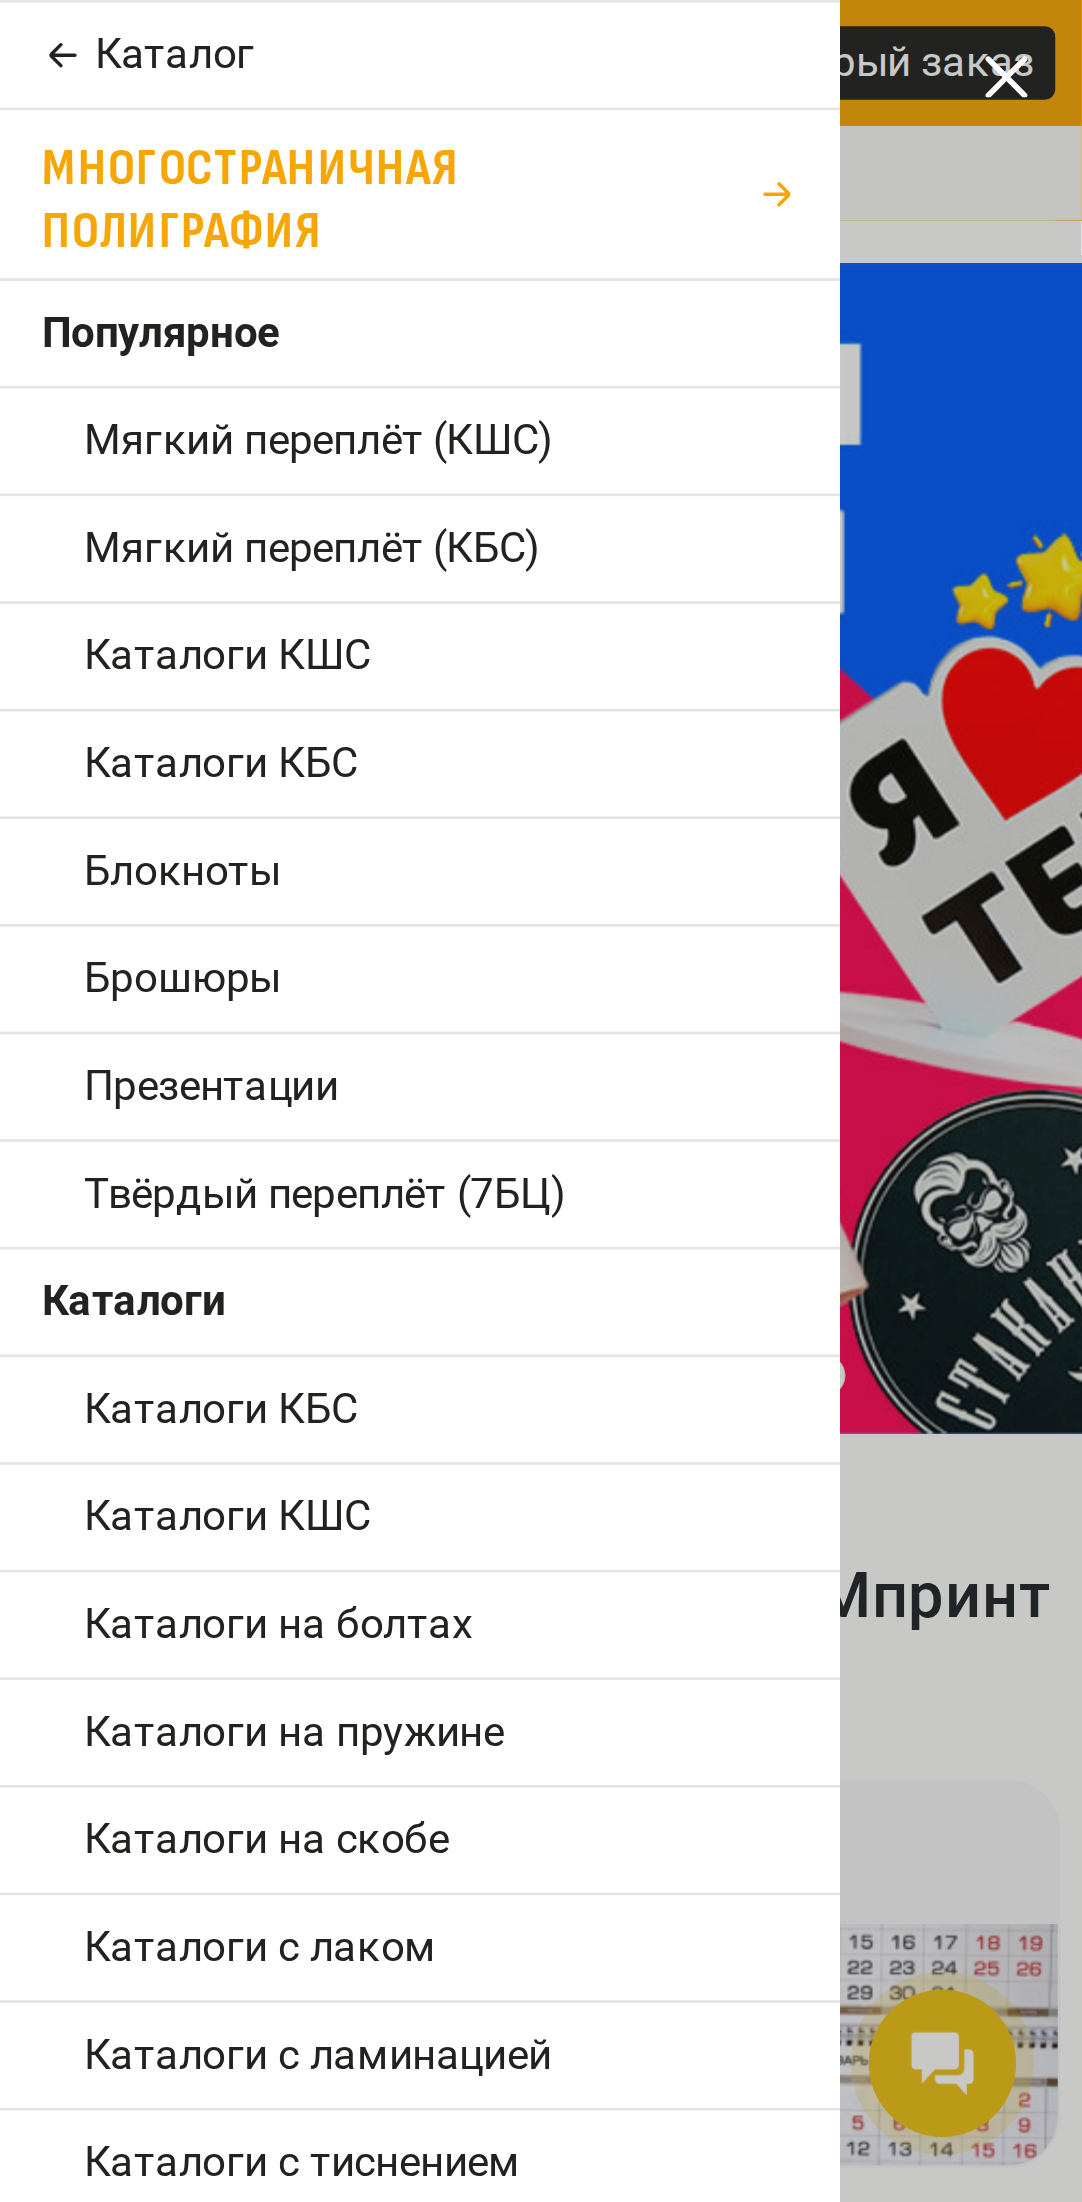 Каталог
заказ
МНОГОСТРАНИЧНАЯ
ПОЛИГРАФИЯ
Популярное
Мягкий переплёт (КШС)
Мягкий переплёт (КБС)
Каталоги КШС
Каталоги КБС
Блокноты
Брошюры
Презентации
Твёрдый переплёт (7БЦ)
Каталоги
Каталоги КБС
Каталоги КШС
Каталоги на болтах
Каталоги на пружине
Каталоги на скобе
Каталоги с лаком
Каталоги с ламинацией
Каталоги с тиснением
Я
Мпринт
15 16 17 18 19
22 23 24 25 26
29 30
2
5 9
12 13 14 15 16